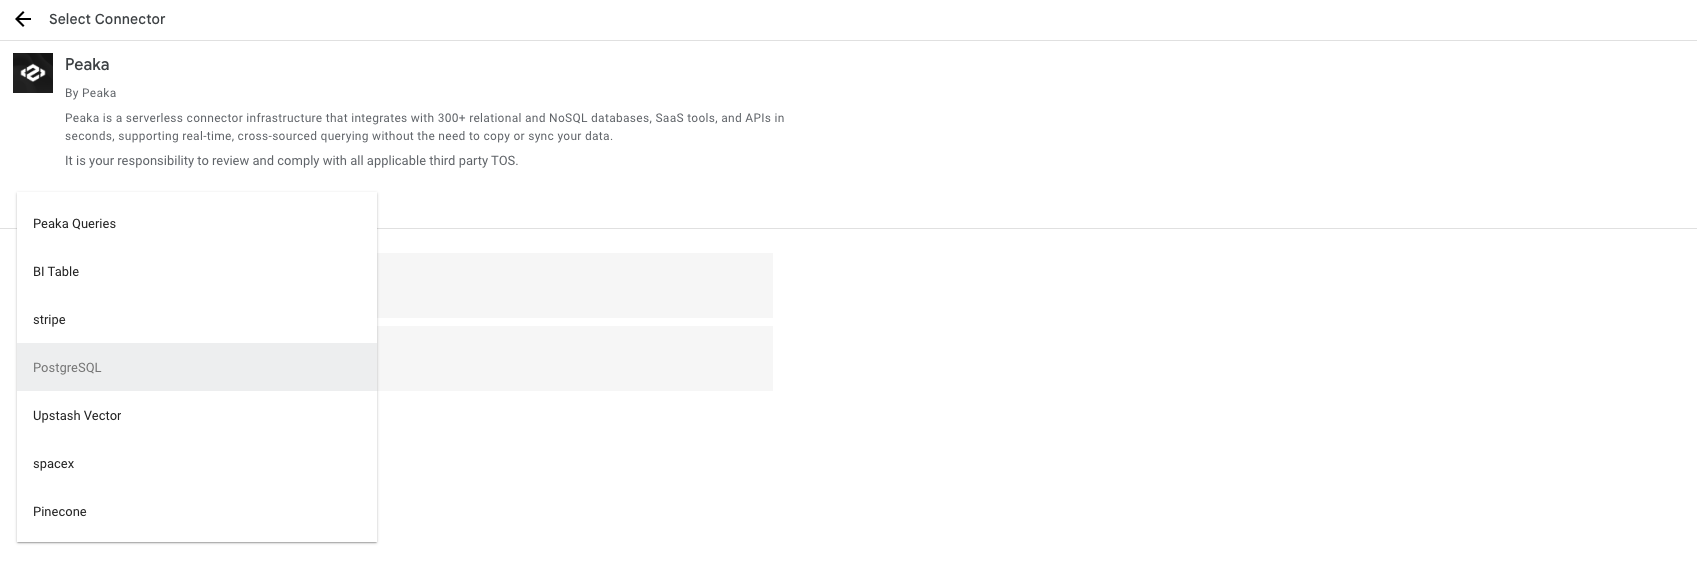 Select Connector
Peaka
By Peaka
Peaka is a serverless connector infrastructure that integrates with 300+ relational and NoSQL databases, SaaS tools, and APIs in
seconds, supporting real-time, cross-sourced querying without the need to copy or sync your data.
It is your responsibility to review and comply with all applicable third party TOS.
Peaka Queries
BI Table
stripe
PostgreSQL
Upstash Vector
spacex
Pinecone